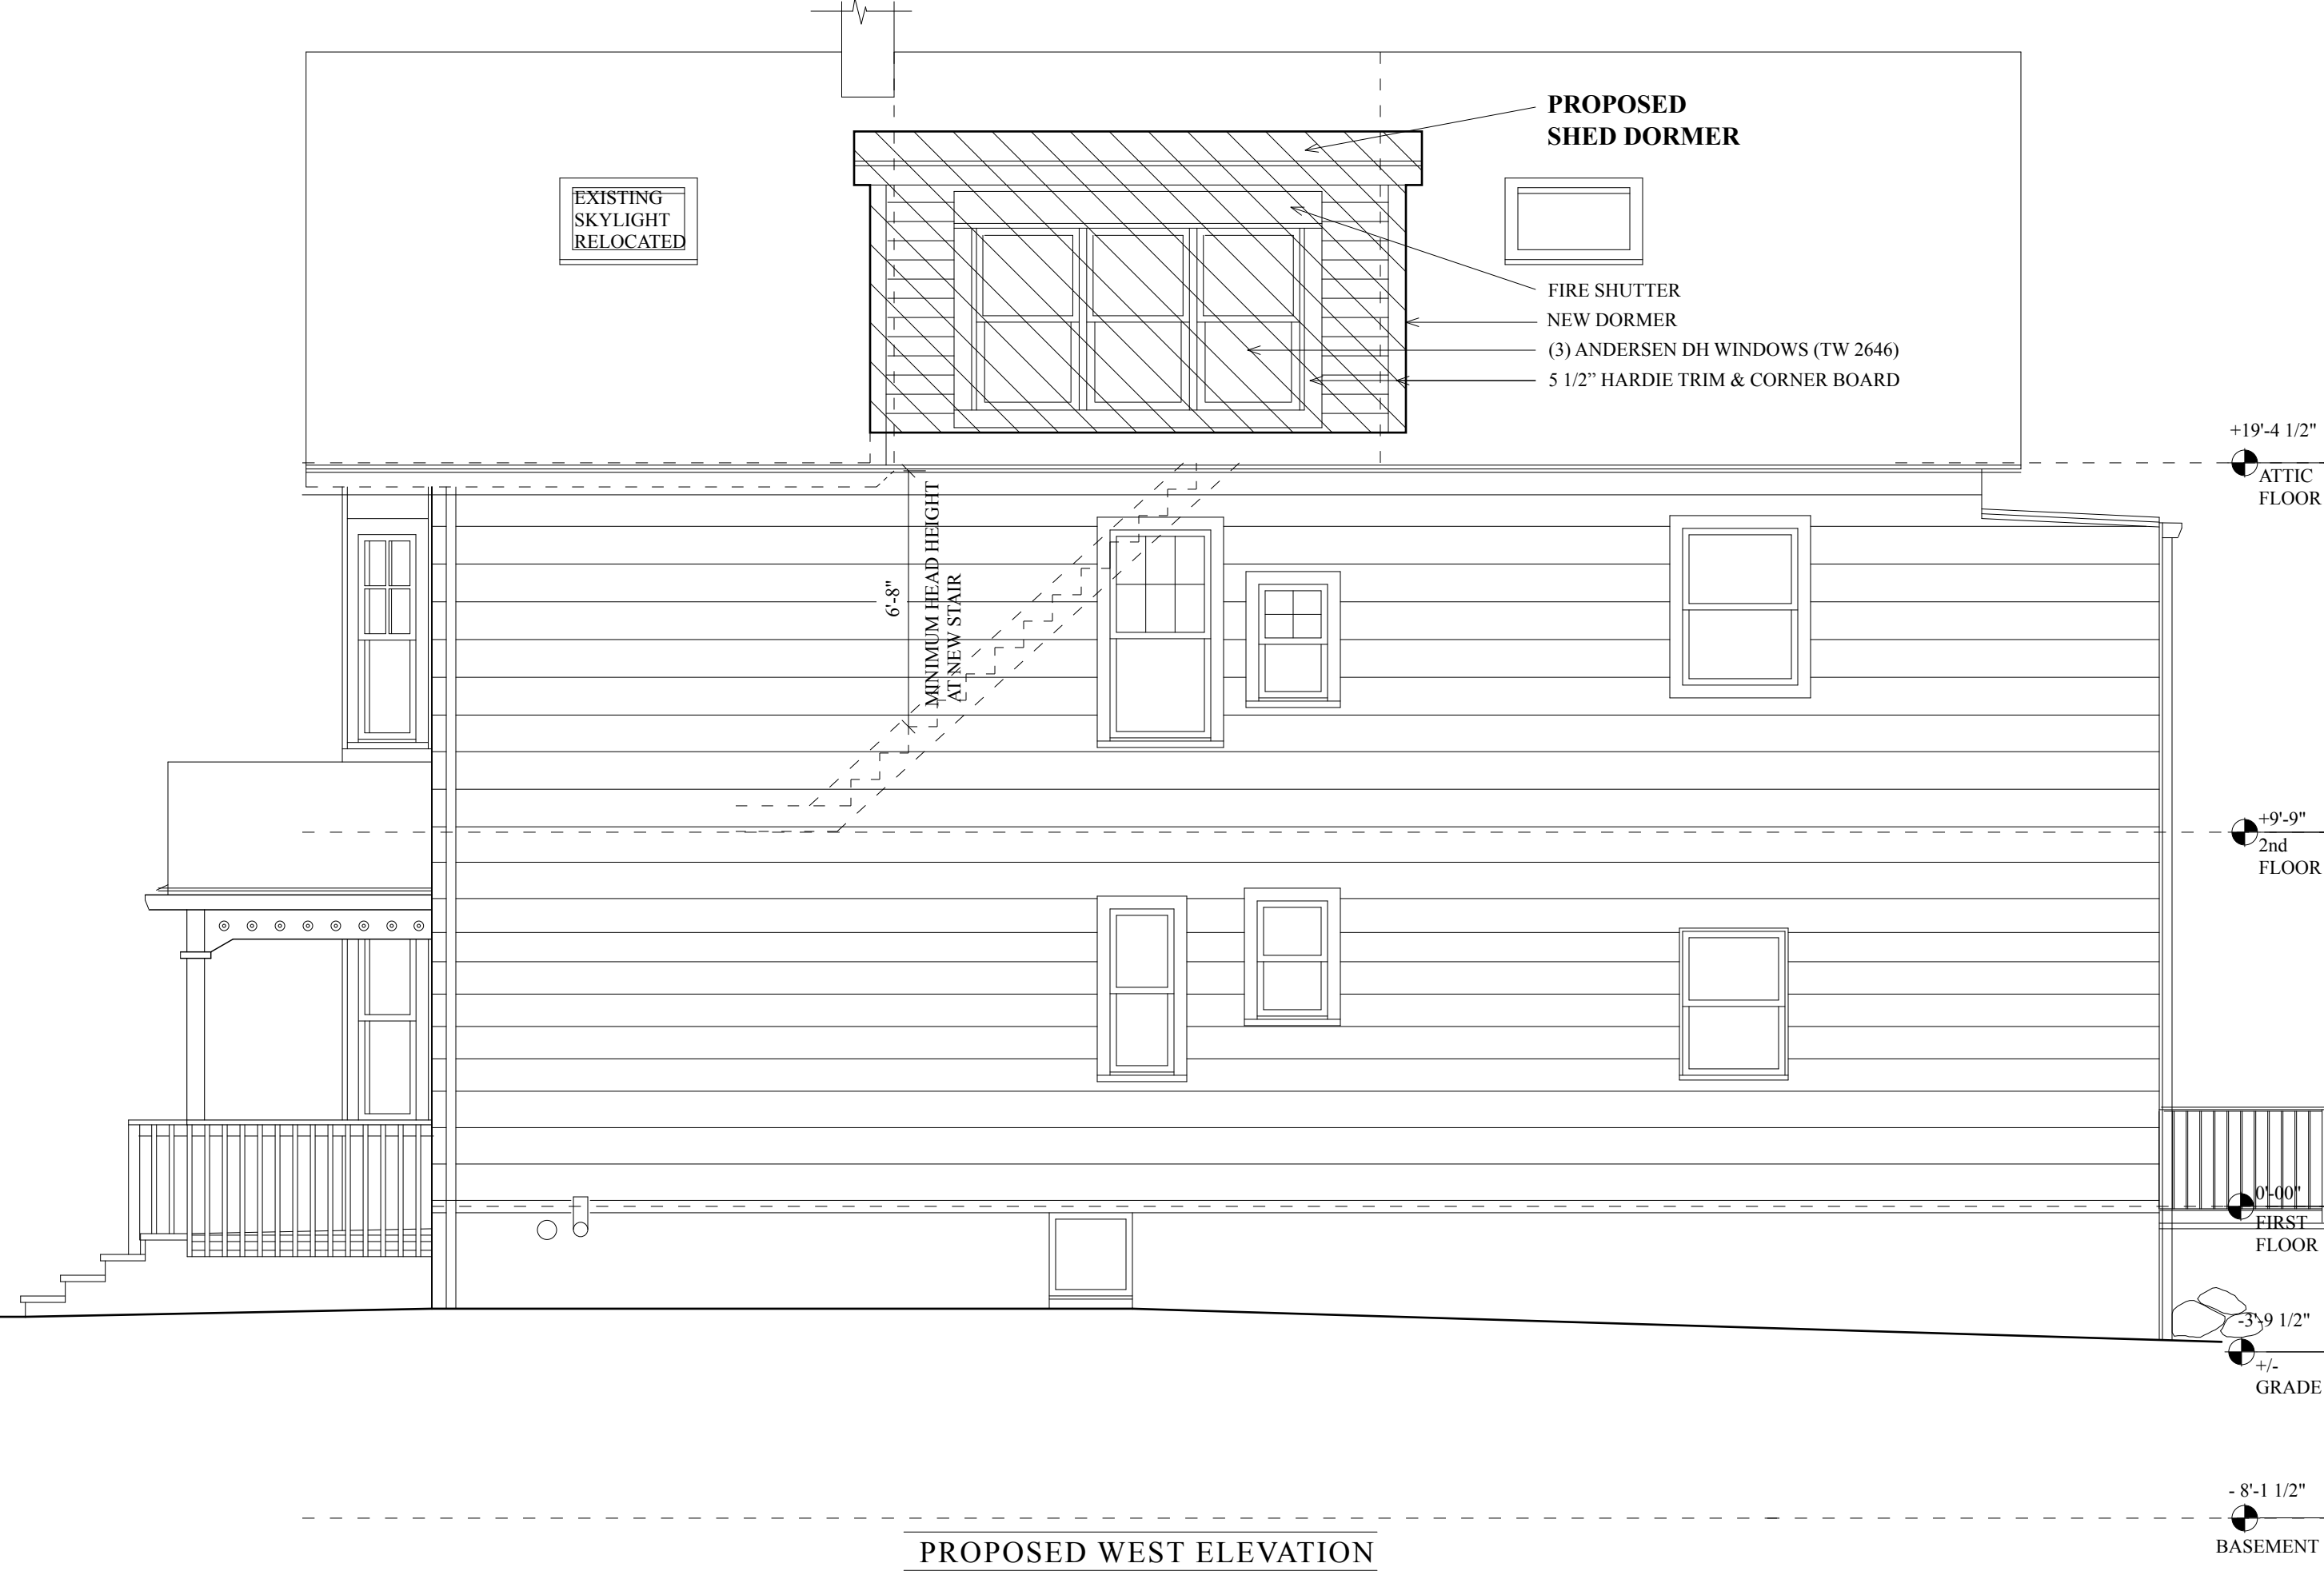 PROPOSED
SHED DORMER
EXISTING
SKYLIGHT
RELOCATED
FIRE SHUTTER
NEW DORMER
(3) ANDERSEN DH WINDOWS (TW 2646)
5 1/2” HARDIE TRIM & CORNER BOARD
+19'-4 1/2"
ATTIC
FLOOR
6'-8"
MINIMUM HEAD HEIGHT
AT NEW STAIR
+9'-9"
2nd
FLOOR
0'-00"
FIRST
FLOOR
-3'-9 1/2"
+/-
GRADE
- 8'-1 1/2"
BASEMENT
PROPOSED WEST ELEVATION